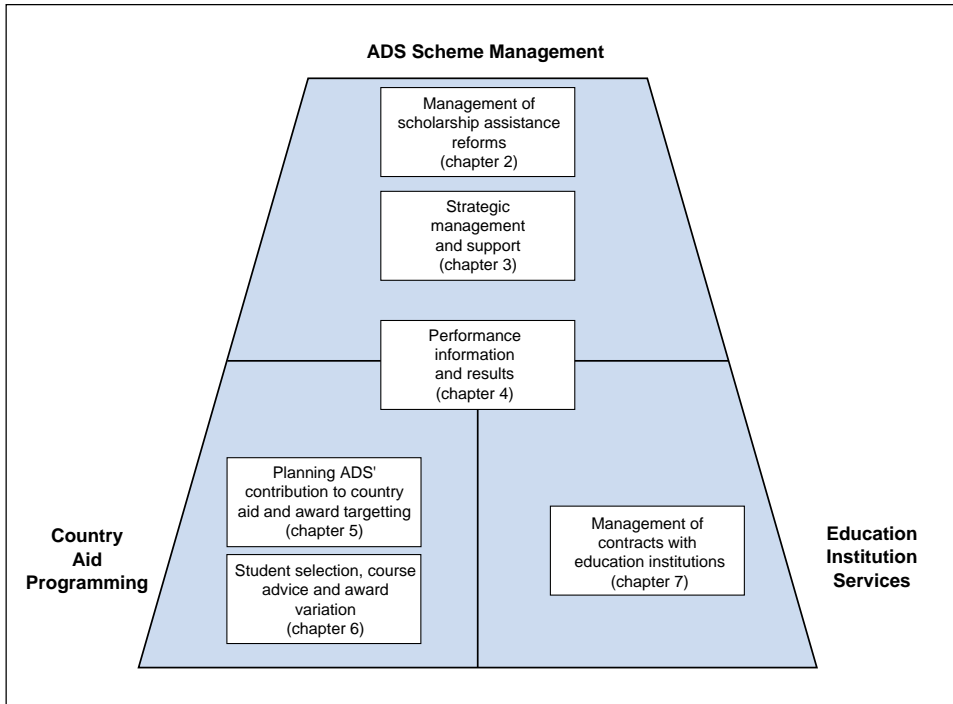 ADS Scheme Management
Management of
scholarship assistance
reforms
(chapter 2)
Strategic
management
and support
(chapter 3)
Performance
information
and results
(chapter 4)
Planning ADS'
contribution to country
aid and award targetting
(chapter 5)
Country
Aid
Programming
Student selection, course
advice and award
variation
(chapter 6)
Management of
contracts with
education institutions
(chapter 7)
Education
Institution
Services